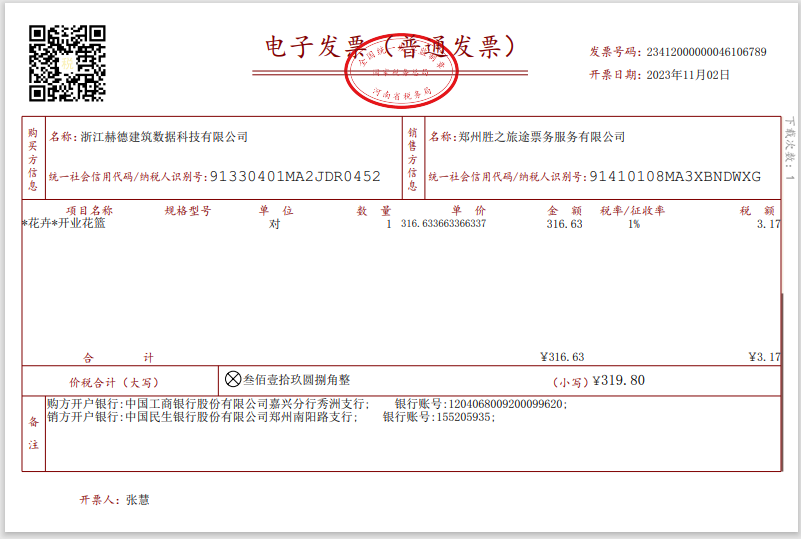 电子发票（普通发票）
全国统一发票监制章
国家税务总局
河南省税务局
发票号码：23412000000046106789
开票日期：2023年11月02日
下载次数：1
购买方信息
名称：浙江赫德建筑数据科技有限公司
统一社会信用代码/纳税人识别号：91330401MA2JDR0452
销售方信息
名称：郑州胜之旅途票务服务有限公司
统一社会信用代码/纳税人识别号：91410108MA3XBNDWXG
项目名称 规格型号 单位 数量 单价 金额 税率/征收率 税额
*花卉*开业花篮 对 1 316.633663366337 316.63 1% 3.17
合计 ¥316.63 ¥3.17
价税合计（大写） 叁佰壹拾玖圆捌角整 （小写）¥319.80
备注
购方开户银行:中国工商银行股份有限公司嘉兴分行秀洲支行; 银行账号:1204068009200099620;
销方开户银行:中国民生银行股份有限公司郑州南阳路支行; 银行账号:155205935;
开票人：张慧